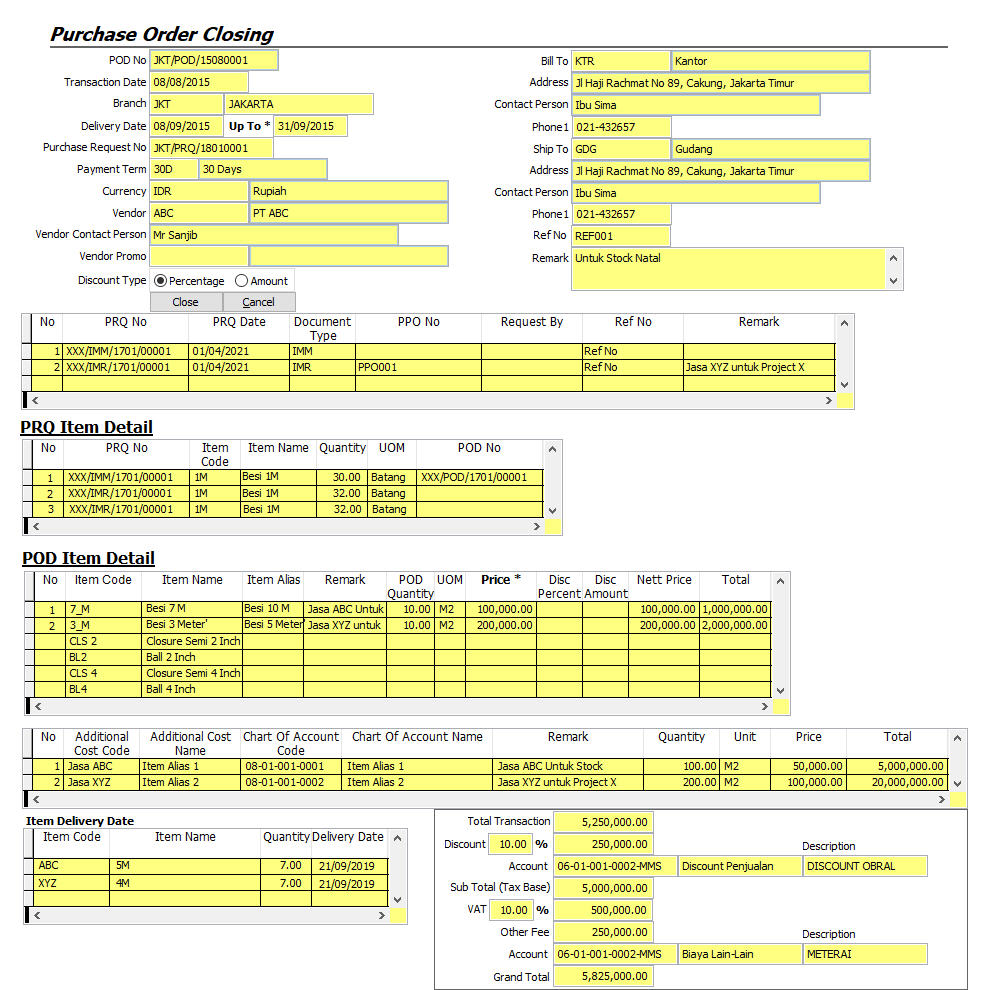 Purchase Order Closing
POD No JKT/POD/15080001
Transaction Date 08/08/2015
Branch JKT JAKARTA
Delivery Date 08/09/2015 Up To * 31/09/2015
Purchase Request No JKT/PRQ/18010001
Payment Term 30D 30 Days
Currency IDR Rupiah
Vendor ABC PT ABC
Vendor Contact Person Mr Sanjib
Vendor Promo
Discount Type Percentage Amount
Close Cancel
Bill To KTR Kantor
Address Jl Haji Rachmat No 89, Cakung, Jakarta Timur
Contact Person Ibu Sima
Phone1 021-432657
Ship To GDG Gudang
Address Jl Haji Rachmat No 89, Cakung, Jakarta Timur
Contact Person Ibu Sima
Phone1 021-432657
Ref No REF001
Remark Untuk Stock Natal
No PRQ No PRQ Date Document Type PPO No Request By Ref No Remark
1 XXX/IMM/1701/00001 01/04/2021 IMM Ref No
2 XXX/IMR/1701/00001 01/04/2021 IMR PPO001 Ref No Jasa XYZ untuk Project X
PRQ Item Detail
No PRQ No Item Code Item Name Quantity UOM POD No
1 XXX/IMM/1701/00001 1M Besi 1M 30.00 Batang XXX/POD/1701/00001
2 XXX/IMR/1701/00001 1M Besi 1M 32.00 Batang
3 XXX/IMR/1701/00001 1M Besi 1M 32.00 Batang
POD Item Detail
No Item Code Item Name Item Alias Remark POD Quantity UOM Price * Disc Percent Disc Amount Nett Price Total
1 7_M Besi 7 M Besi 10 M Jasa ABC Untuk 10.00 M2 100,000.00 100,000.00 1,000,000.00
2 3_M Besi 3 Meter' Besi 5 Meter Jasa XYZ untuk 10.00 M2 200,000.00 200,000.00 2,000,000.00
CLS 2 Closure Semi 2 Inch
BL2 Ball 2 Inch
CLS 4 Closure Semi 4 Inch
BL4 Ball 4 Inch
No Additional Cost Code Additional Cost Name Chart Of Account Code Chart Of Account Name Remark Quantity Unit Price Total
1 Jasa ABC Item Alias 1 08-01-001-0001 Item Alias 1 Jasa ABC Untuk Stock 100.00 M2 50,000.00 5,000,000.00
2 Jasa XYZ Item Alias 2 08-01-001-0002 Item Alias 2 Jasa XYZ untuk Project X 200.00 M2 100,000.00 20,000,000.00
Item Delivery Date
Item Code Item Name Quantity Delivery Date
ABC 5M 7.00 21/09/2019
XYZ 4M 7.00 21/09/2019
Total Transaction 5,250,000.00
Discount 10.00 % 250,000.00 Description
Account 06-01-001-0002-MMS Discount Penjualan DISCOUNT OBRAL
Sub Total (Tax Base) 5,000,000.00
VAT 10.00 % 500,000.00
Other Fee 250,000.00 Description
Account 06-01-001-0002-MMS Biaya Lain-Lain METERAI
Grand Total 5,825,000.00